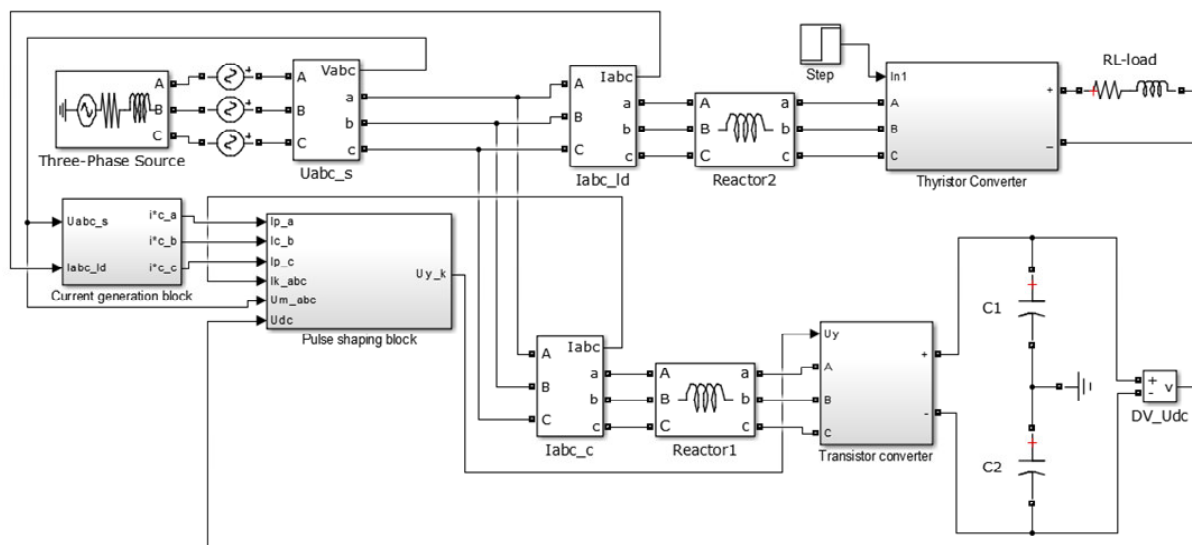 Three-Phase Source
A
B
C
A
B
C
Vabc
a
b
c
Uabc_s
A
B
C
Iabc
a
b
c
Iabc_ld
A
B
C
a
b
c
Reactor2
Step
In1
A
B
C
+
−
Thyristor Converter
RL-load
Uabc_s
Iabc_ld
i*c_a
i*c_b
i*c_c
Current generation block
Ip_a
Ic_b
Ip_c
Ik_abc
Um_abc
Udc
Uy_k
Pulse shaping block
A
B
C
Iabc
a
b
c
Iabc_c
A
B
C
a
b
c
Reactor1
Uy
A
B
C
+
-
Transistor converter
C1
C2
+
-
v
DV_Udc